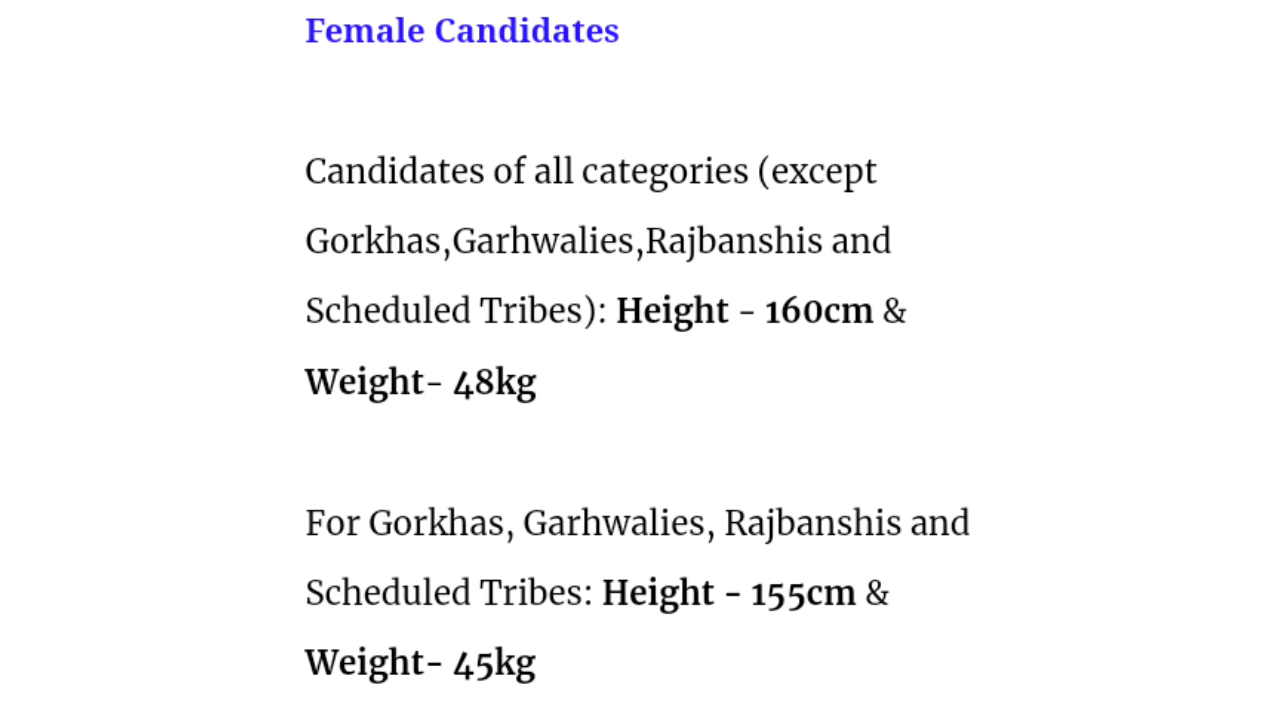 Female Candidates
Candidates of all categories (except
Gorkhas,Garhwalies,Rajbanshis and
Scheduled Tribes): Height - 160cm &
Weight- 48kg
For Gorkhas, Garhwalies, Rajbanshis and
Scheduled Tribes: Height - 155cm &
Weight- 45kg